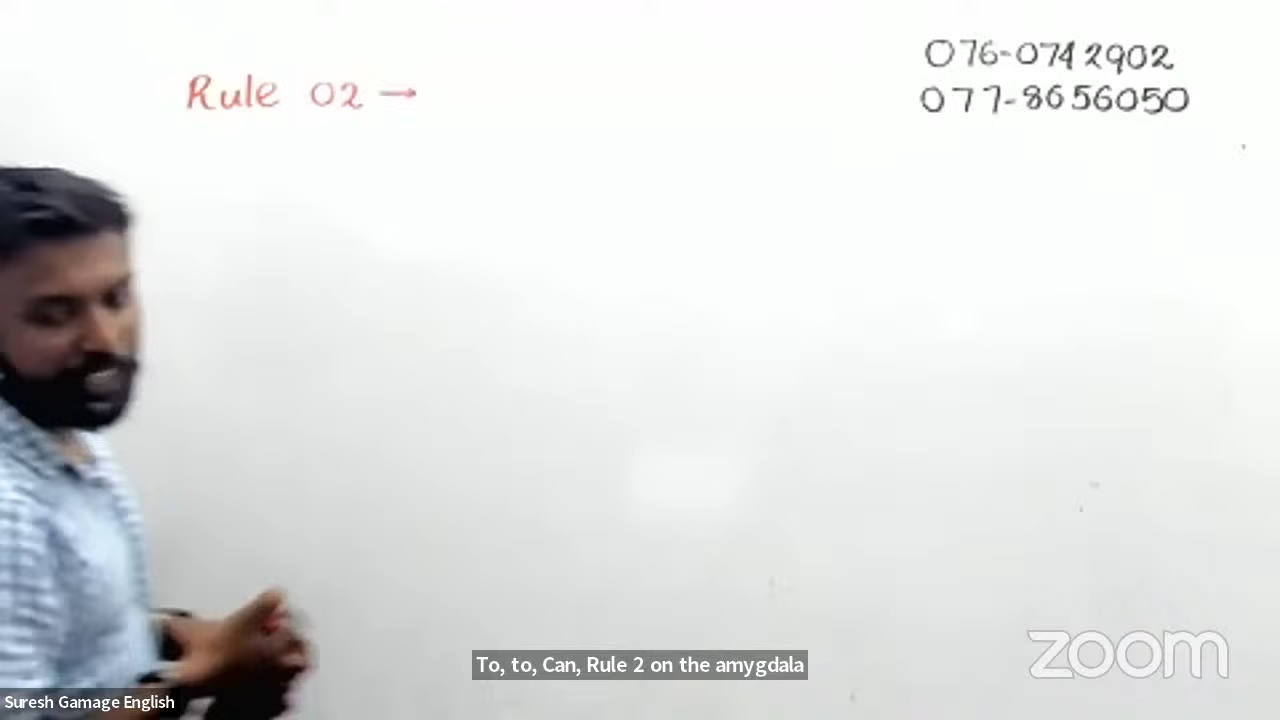 076-0742902
Rule 02 →
077-8656050
To, to, Can, Rule 2 on the amygdala
zoom
Suresh Gamage English